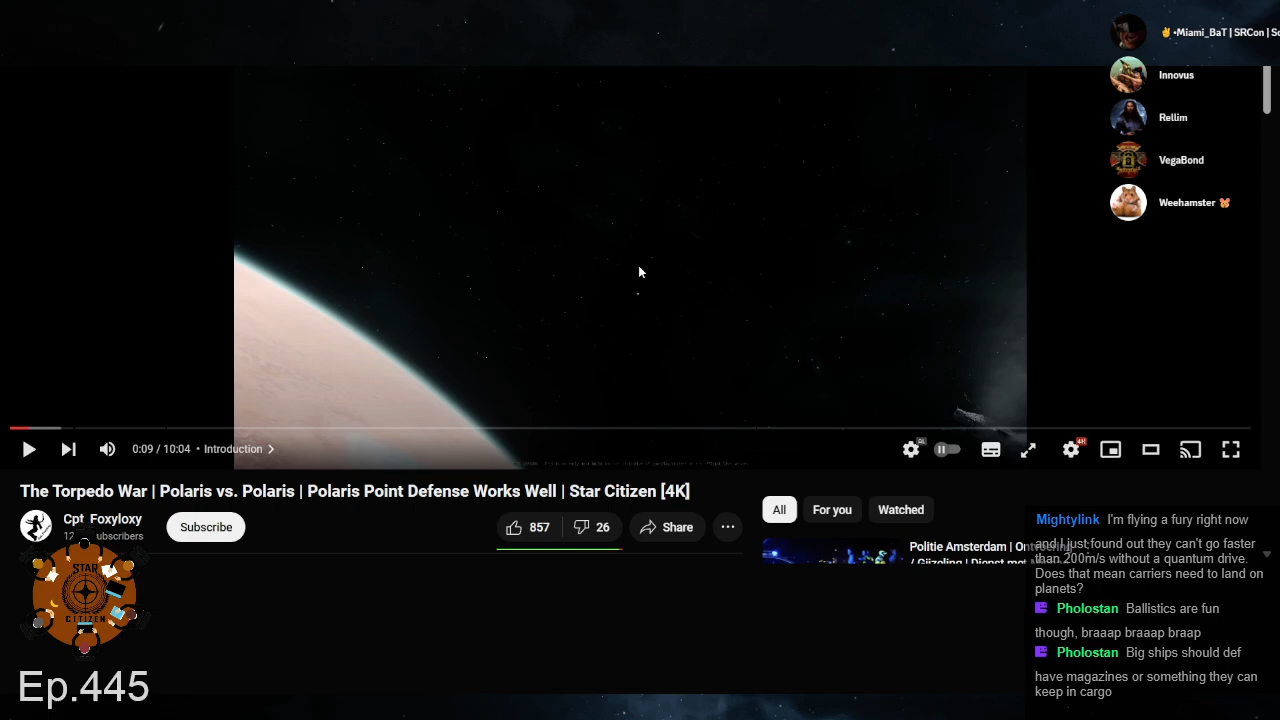 ✌️•Miami_BaT | SRCon | Sc
Innovus
Rellim
VegaBond
Weehamster 🐹
0:09 / 10:04 • Introduction
The Torpedo War | Polaris vs. Polaris | Polaris Point Defense Works Well | Star Citizen [4K]
Cpt_Foxyloxy
Subscribe
857
26
Share
All
For you
Watched
Mightylink I'm flying a fury right now
and I just found out they can't go faster
than 200m/s without a quantum drive.
Does that mean carriers need to land on
planets?
Pholostan Ballistics are fun
though, braaap braaap braap
Pholostan Big ships should def
have magazines or something they can
keep in cargo
Politie Amsterdam |
STAR
CITIZEN
Ep.445